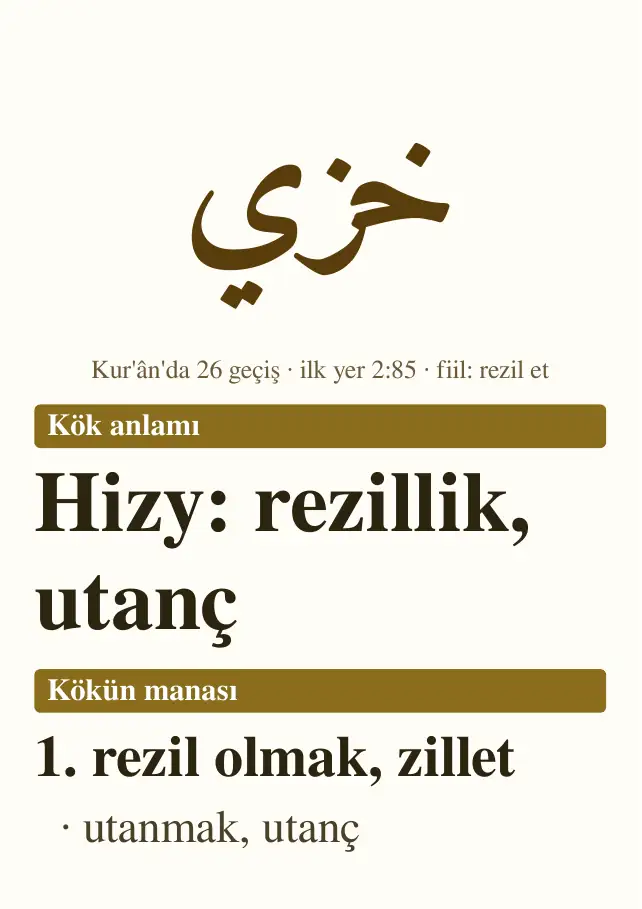 خزي
Kur'ân'da 26 geçiş · ilk yer 2:85 · fiil: rezil et
Kök anlamı
Hizy: rezillik,
utanç
Kökün manası
1. rezil olmak, zillet
· utanmak, utanç